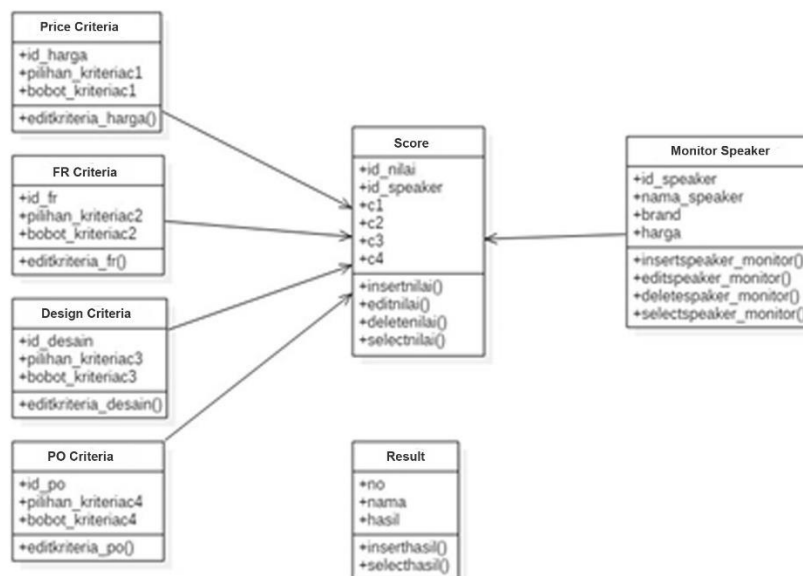 Price Criteria
+id_harga
+pilihan_kriteriac1
+bobot_kriteriac1
+editkriteria_harga()
FR Criteria
+id_fr
+pilihan_kriteriac2
+bobot_kriteriac2
+editkriteria_fr()
Design Criteria
+id_desain
+pilihan_kriteriac3
+bobot_kriteriac3
+editkriteria_desain()
PO Criteria
+id_po
+pilihan_kriteriac4
+bobot_kriteriac4
+editkriteria_po()
Score
+id_nilai
+id_speaker
+c1
+c2
+c3
+c4
+insertnilai()
+editnilai()
+deletenilai()
+selectnilai()
Result
+no
+nama
+hasil
+inserthasil()
+selecthasil()
Monitor Speaker
+id_speaker
+nama_speaker
+brand
+harga
+insertspeaker_monitor()
+editspeaker_monitor()
+deletespaker_monitor()
+selectspeaker_monitor()